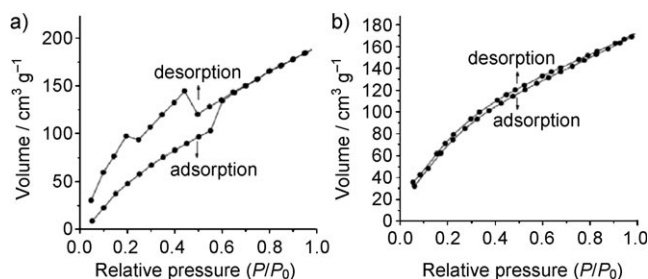 a)
200
150
100
50
0
Volume / cm³ g⁻¹
desorption
adsorption
0.0 0.2 0.4 0.6 0.8 1.0
Relative pressure (P/P₀)
b)
180
160
140
120
100
80
60
40
20
0
Volume / cm³ g⁻¹
desorption
adsorption
0.0 0.2 0.4 0.6 0.8 1.0
Relative pressure (P/P₀)